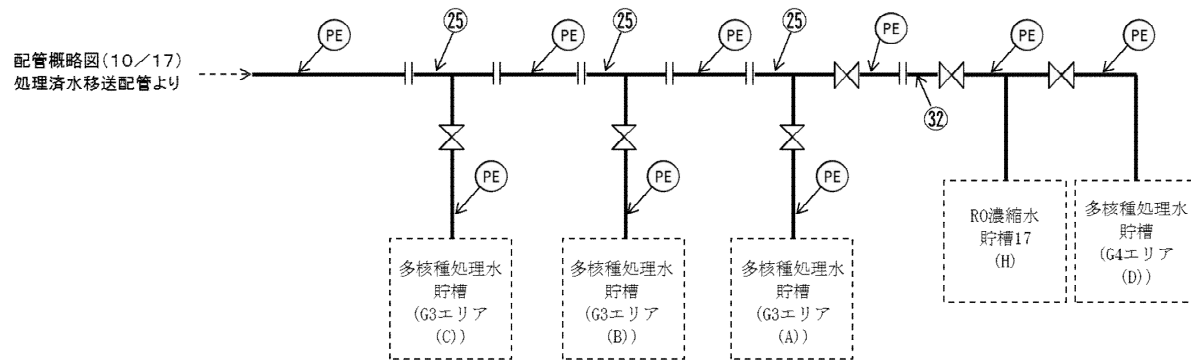 配管概略図(10/17)
処理済水移送配管より
PE
25
PE
25
PE
25
PE
32
PE
PE
PE
PE
PE
多核種処理水
貯槽
(G3エリア
(C))
多核種処理水
貯槽
(G3エリア
(B))
多核種処理水
貯槽
(G3エリア
(A))
RO濃縮水
貯槽17
(H)
多核種処理水
貯槽
(G4エリア
(D))